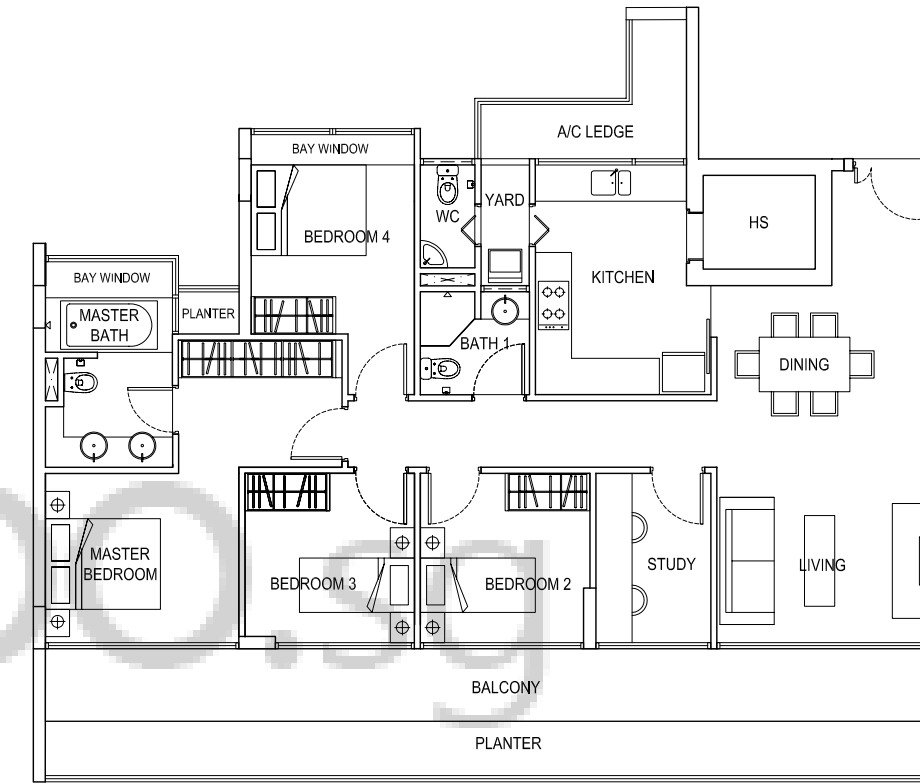 A/C LEDGE
BAY WINDOW
YARD
WC
HS
BEDROOM 4
KITCHEN
BAY WINDOW
MASTER
BATH
PLANTER
BATH 1
DINING
MASTER
BEDROOM
BEDROOM 3
BEDROOM 2
STUDY
LIVING
BALCONY
PLANTER